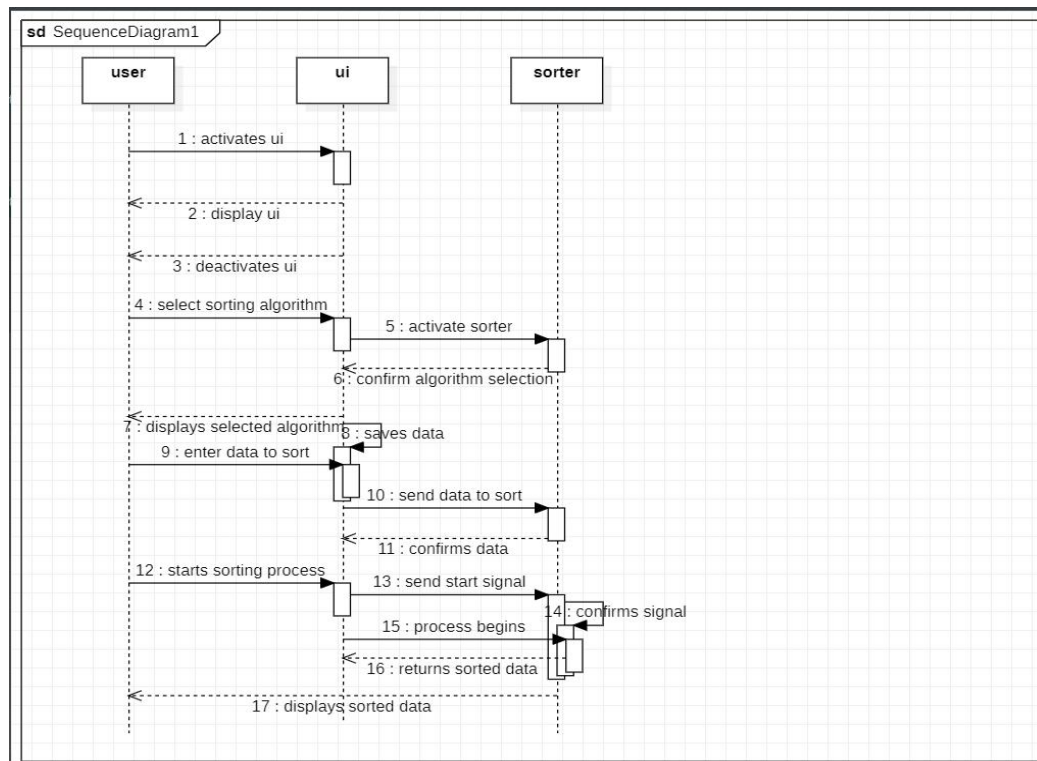 sd SequenceDiagram1
user
ui
sorter
1 : activates ui
2 : display ui
3 : deactivates ui
4 : select sorting algorithm
5 : activate sorter
6 : confirm algorithm selection
7 : displays selected algorithm
8 : saves data
9 : enter data to sort
10 : send data to sort
11 : confirms data
12 : starts sorting process
13 : send start signal
14 : confirms signal
15 : process begins
16 : returns sorted data
17 : displays sorted data